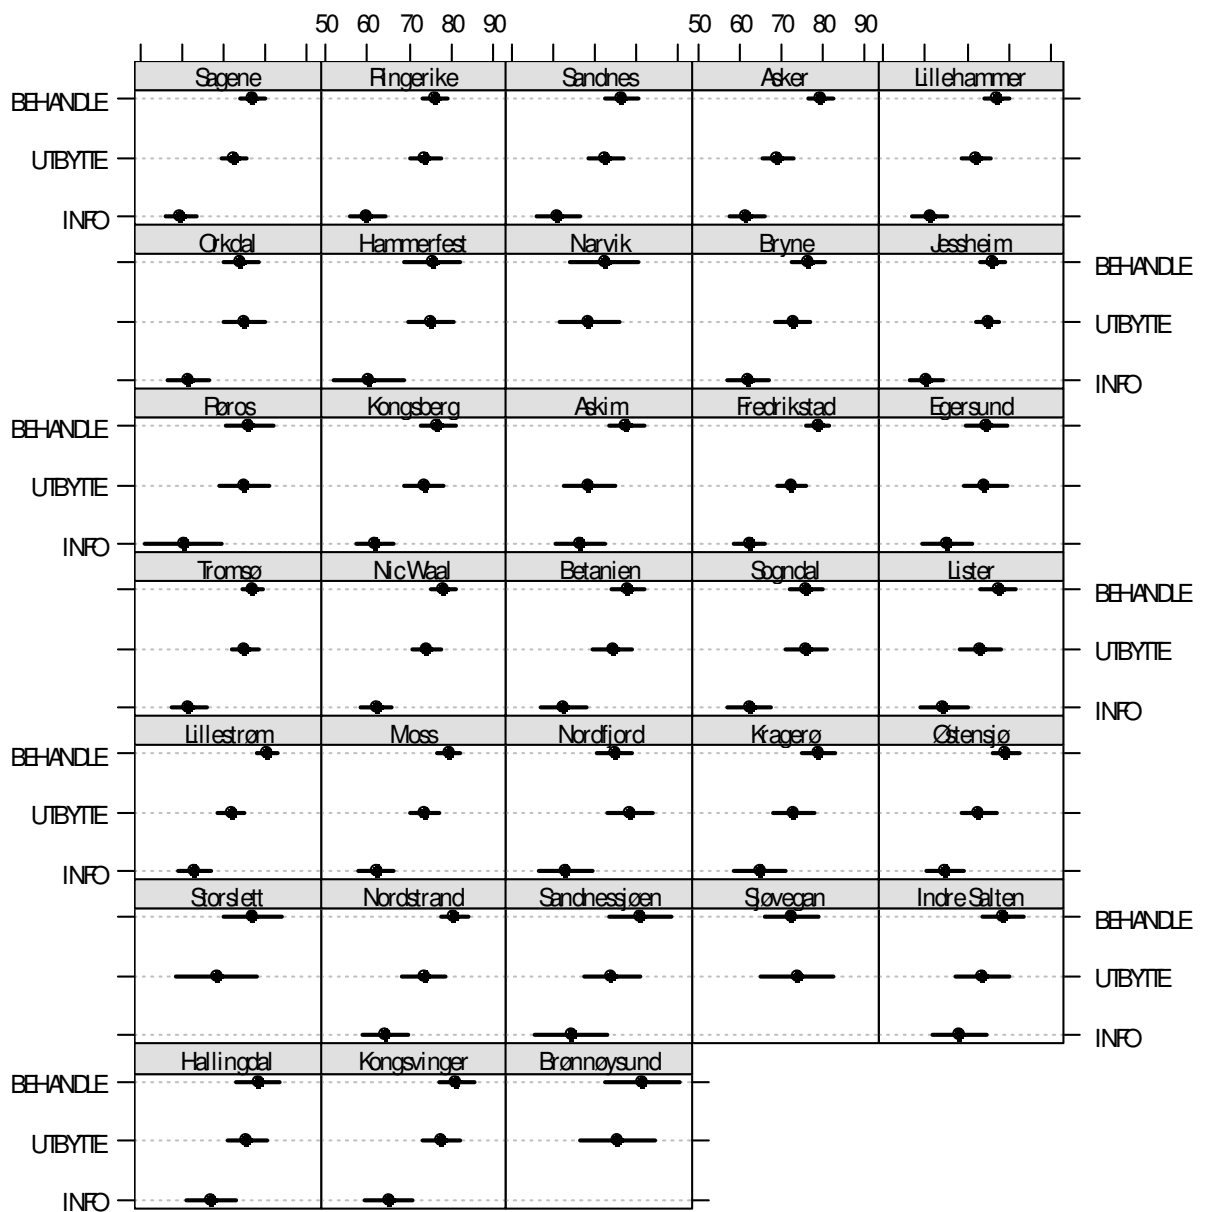 50 60 70 80 90 50 60 70 80 90
Sagene Ringerike Sandnes Asker Lillehammer
BEHANDLE
UTBYTTE
INFO
Orkdal Hammerfest Narvik Bryne Jessheim
BEHANDLE
UTBYTTE
INFO
Røros Kongsberg Askim Fredrikstad Egersund
BEHANDLE
UTBYTTE
INFO
Tromsø Nic Waal Betanien Sogndal Lister
BEHANDLE
UTBYTTE
INFO
Lillestrøm Moss Nordfjord Kragerø Østensjø
BEHANDLE
UTBYTTE
INFO
Storslett Nordstrand Sandnessjøen Sjøvegan Indre Salten
BEHANDLE
UTBYTTE
INFO
Hallingdal Kongsvinger Brønnøysund
BEHANDLE
UTBYTTE
INFO